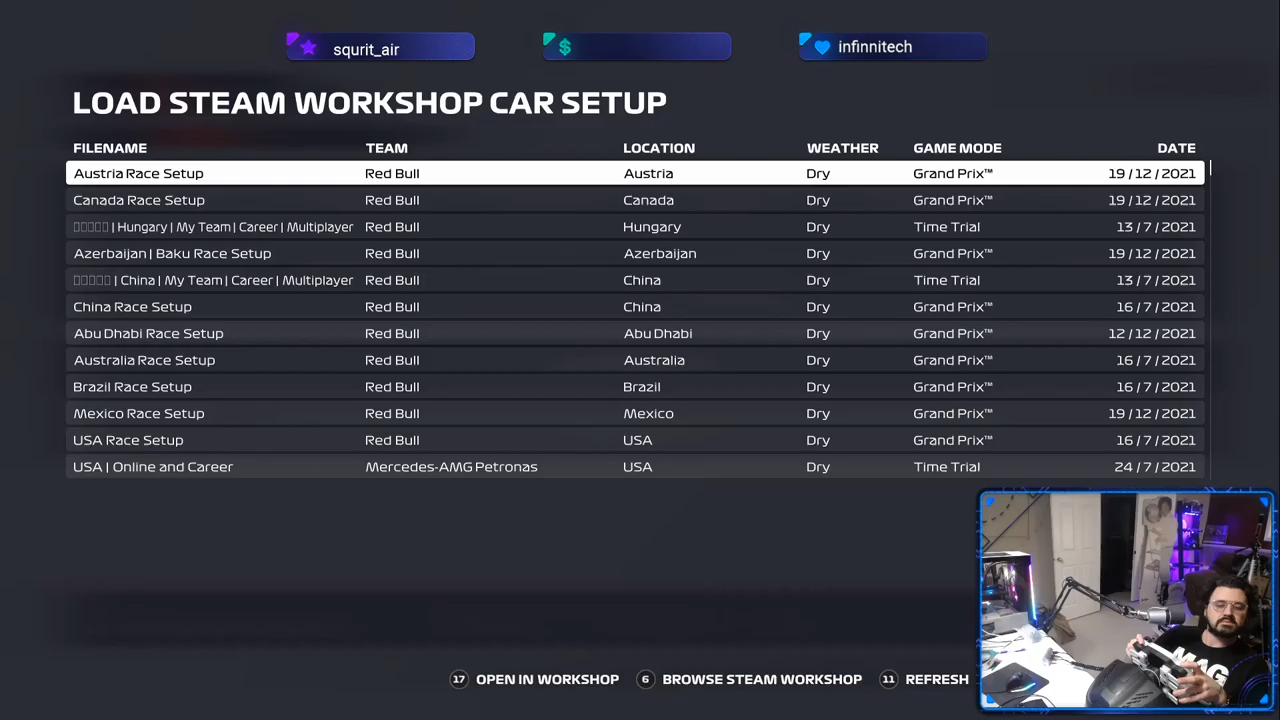 squrit_air
$
infinnitech
LOAD STEAM WORKSHOP CAR SETUP
FILENAME TEAM LOCATION WEATHER GAME MODE DATE
Austria Race Setup Red Bull Austria Dry Grand Prix™ 19/12/2021
Canada Race Setup Red Bull Canada Dry Grand Prix™ 19/12/2021
▯▯▯▯▯ | Hungary | My Team | Career | Multiplayer Red Bull Hungary Dry Time Trial 13/7/2021
Azerbaijan | Baku Race Setup Red Bull Azerbaijan Dry Grand Prix™ 19/12/2021
▯▯▯▯▯ | China | My Team | Career | Multiplayer Red Bull China Dry Time Trial 13/7/2021
China Race Setup Red Bull China Dry Grand Prix™ 16/7/2021
Abu Dhabi Race Setup Red Bull Abu Dhabi Dry Grand Prix™ 12/12/2021
Australia Race Setup Red Bull Australia Dry Grand Prix™ 16/7/2021
Brazil Race Setup Red Bull Brazil Dry Grand Prix™ 16/7/2021
Mexico Race Setup Red Bull Mexico Dry Grand Prix™ 19/12/2021
USA Race Setup Red Bull USA Dry Grand Prix™ 16/7/2021
USA | Online and Career Mercedes-AMG Petronas USA Dry Time Trial 24/7/2021
17 OPEN IN WORKSHOP 6 BROWSE STEAM WORKSHOP 11 REFRESH
MAG